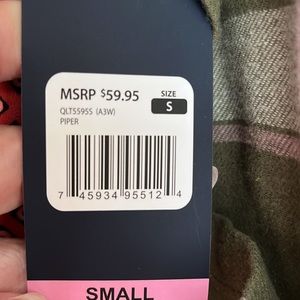 MSRP $59.95
SIZE
S
QLT5595S (A3W)
PIPER
7 45934 95512 4
SMALL